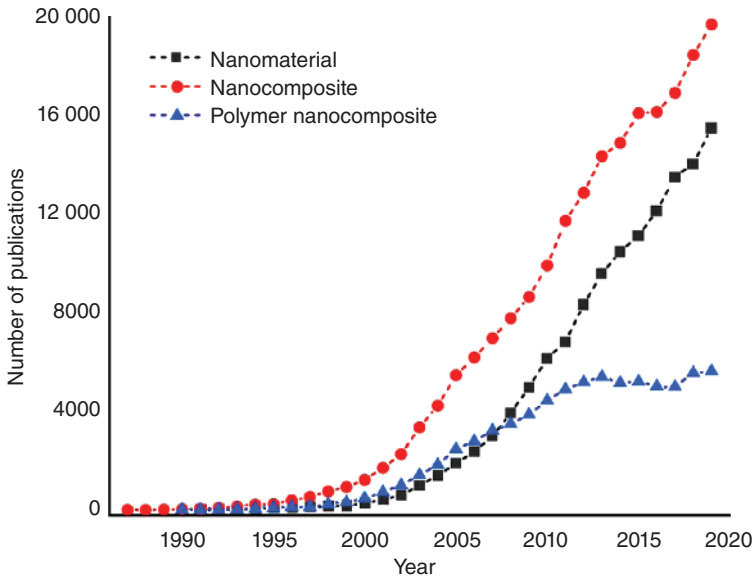 20 000
16 000
12 000
8000
4000
0
Number of publications
Nanomaterial
Nanocomposite
Polymer nanocomposite
1990 1995 2000 2005 2010 2015 2020
Year